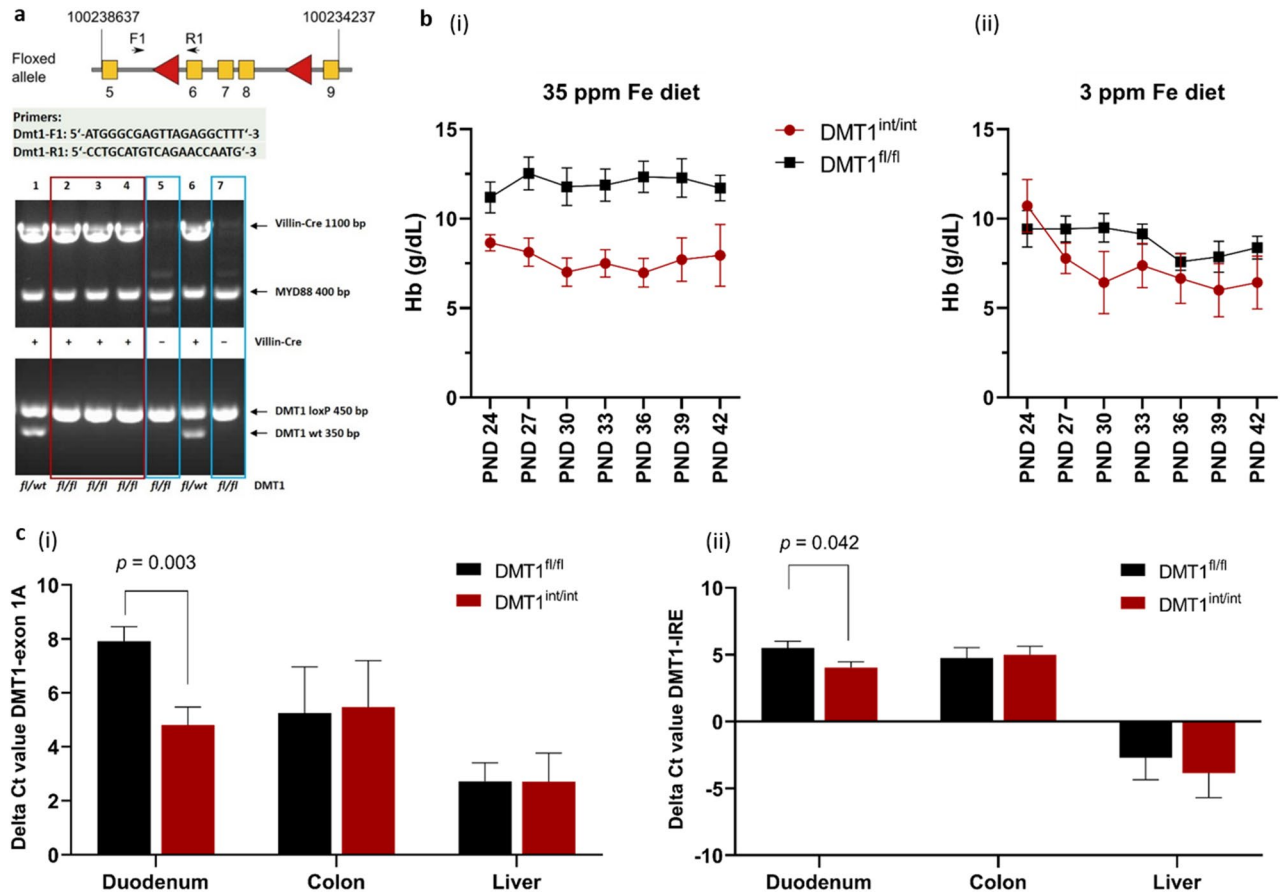 a
100238637 100234237
F1 R1
Floxed
allele
5 6 7 8 9
Primers:
Dmt1-F1: 5‘-ATGGGCGAGTTAGAGGCTTT‘-3
Dmt1-R1: 5‘-CCTGCATGTCAGAACCAATG‘-3
1 2 3 4 5 6 7
Villin-Cre 1100 bp
MYD88 400 bp
+ + + + – + – Villin-Cre
DMT1 loxP 450 bp
DMT1 wt 350 bp
fl/wt fl/fl fl/fl fl/fl fl/fl fl/wt fl/fl DMT1
b (i)
35 ppm Fe diet
Hb (g/dL)
15
10
5
0
PND 24 PND 27 PND 30 PND 33 PND 36 PND 39 PND 42
DMT1int/int
DMT1fl/fl
(ii)
3 ppm Fe diet
Hb (g/dL)
15
10
5
0
PND 24 PND 27 PND 30 PND 33 PND 36 PND 39 PND 42
c (i)
p = 0.003
DMT1fl/fl
DMT1int/int
Delta Ct value DMT1-exon 1A
10
8
6
4
2
0
Duodenum Colon Liver
(ii)
p = 0.042
DMT1fl/fl
DMT1int/int
Delta Ct value DMT1-IRE
10
5
0
-5
-10
Duodenum Colon Liver